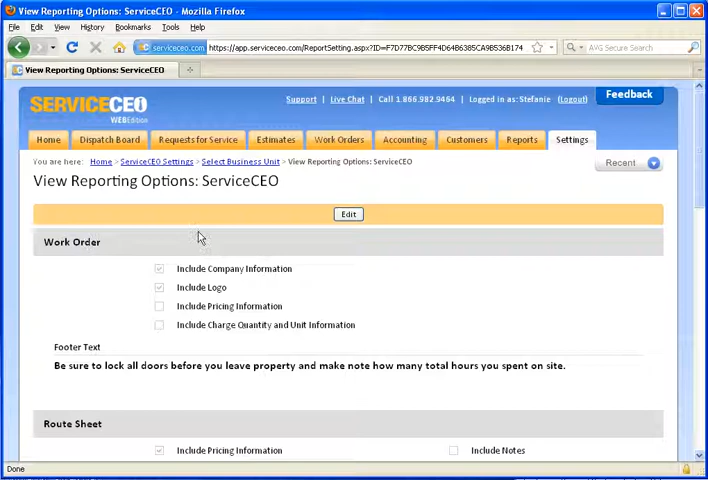 View Reporting Options: ServiceCEO - Mozilla Firefox
File Edit View History Bookmarks Tools Help
serviceceo.com https://app.serviceceo.com/ReportSetting.aspx?ID=F7D77BC9B5FF4D64B6385CA9B536B174 AVG Secure Search
View Reporting Options: ServiceCEO
SERVICECEO
WEBEdition
Support | Live Chat | Call 1.866.982.9464 | Logged in as: Stefanie (Logout) Feedback
Home Dispatch Board Requests for Service Estimates Work Orders Accounting Customers Reports Settings
You are here: Home > ServiceCEO Settings > Select Business Unit > View Reporting Options: ServiceCEO Recent
View Reporting Options: ServiceCEO
Edit
Work Order
Include Company Information
Include Logo
Include Pricing Information
Include Charge Quantity and Unit Information
Footer Text
Be sure to lock all doors before you leave property and make note how many total hours you spent on site.
Route Sheet
Include Pricing Information Include Notes
Done